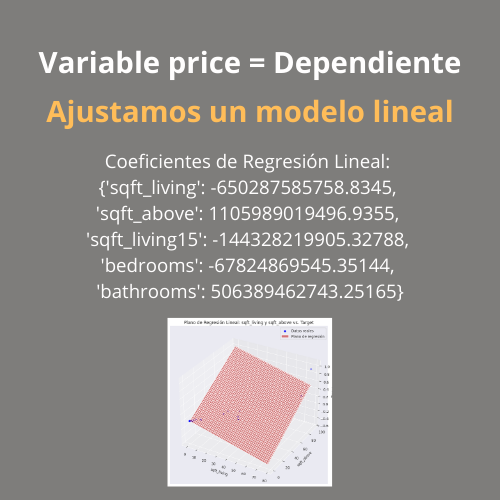 Variable price = Dependiente
Ajustamos un modelo lineal
Coeficientes de Regresión Lineal:
{'sqft_living': -650287585758.8345,
'sqft_above': 1105989019496.9355,
'sqft_living15': -144328219905.32788,
'bedrooms': -67824869545.35144,
'bathrooms': 506389462743.25165}
Plano de Regresión Lineal: sqft_living y sqft_above vs. Target
Datos reales
Plano de regresión
sqft_living
sqft_above